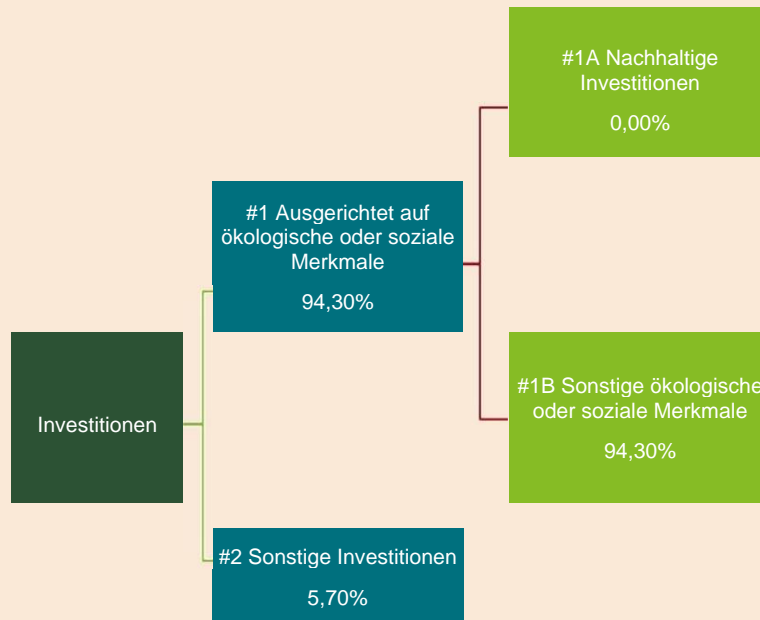 #1A Nachhaltige
Investitionen
0,00%
#1 Ausgerichtet auf
ökologische oder soziale
Merkmale
94,30%
Investitionen
#1B Sonstige ökologische
oder soziale Merkmale
94,30%
#2 Sonstige Investitionen
5,70%